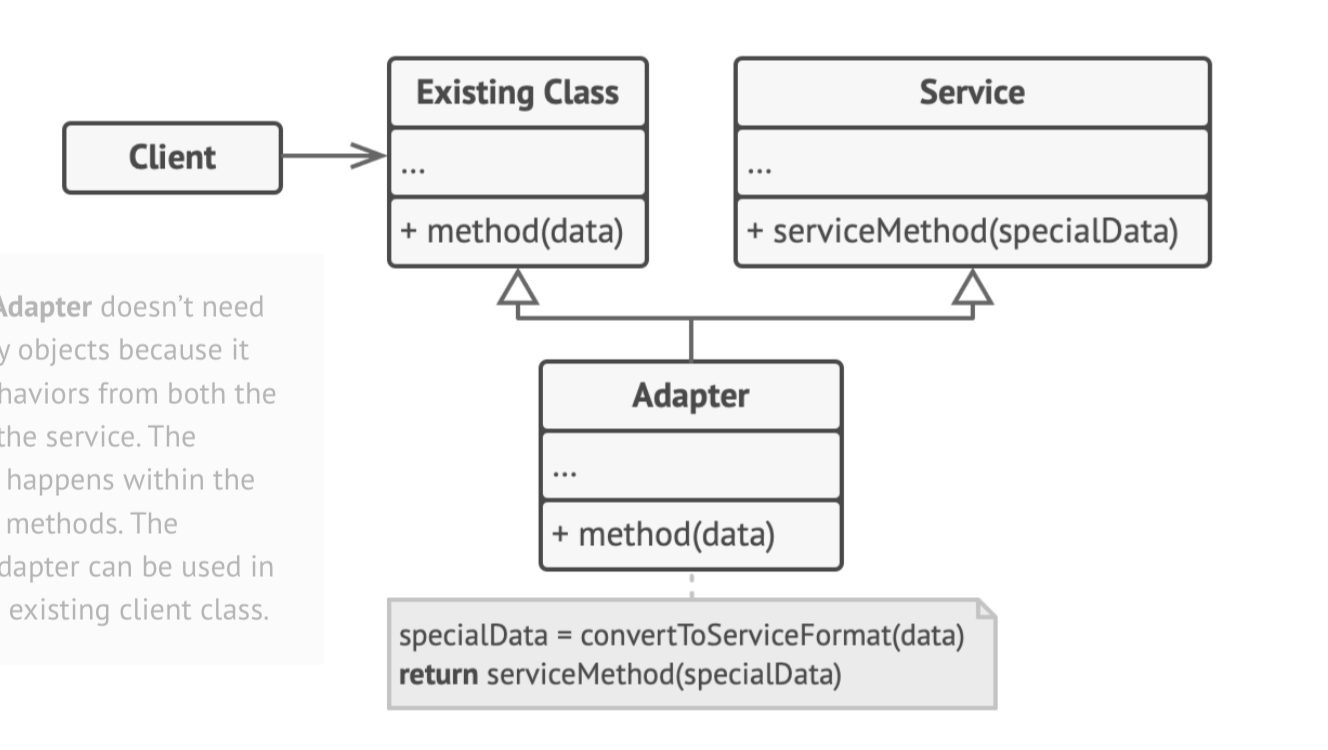 Existing Class
Service
Client
...
...
+ method(data)
+ serviceMethod(specialData)
Adapter doesn't need
objects because it
from both the
the service. The
happens within the
methods. The
can be used in
existing client class.
Adapter
...
+ method(data)
specialData = convertToServiceFormat(data)
return serviceMethod(specialData)